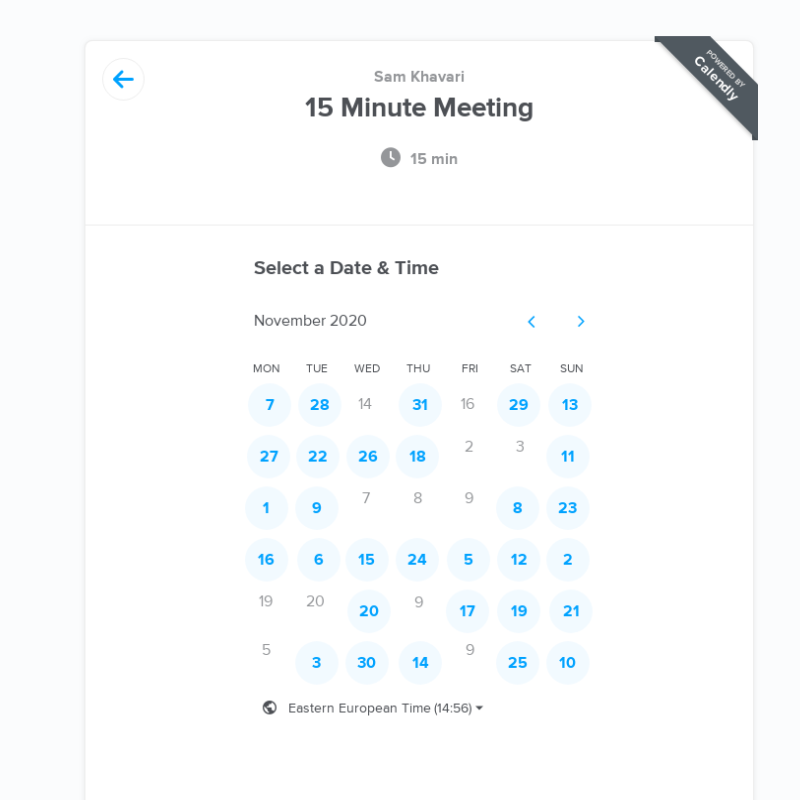 POWERED BY
Calendly
Sam Khavari
15 Minute Meeting
15 min
Select a Date & Time
November 2020
MON TUE WED THU FRI SAT SUN
7 28 14 31 16 29 13
27 22 26 18 2 3 11
1 9 7 8 9 8 23
16 6 15 24 5 12 2
19 20 20 9 17 19 21
5 3 30 14 9 25 10
Eastern European Time (14:56)